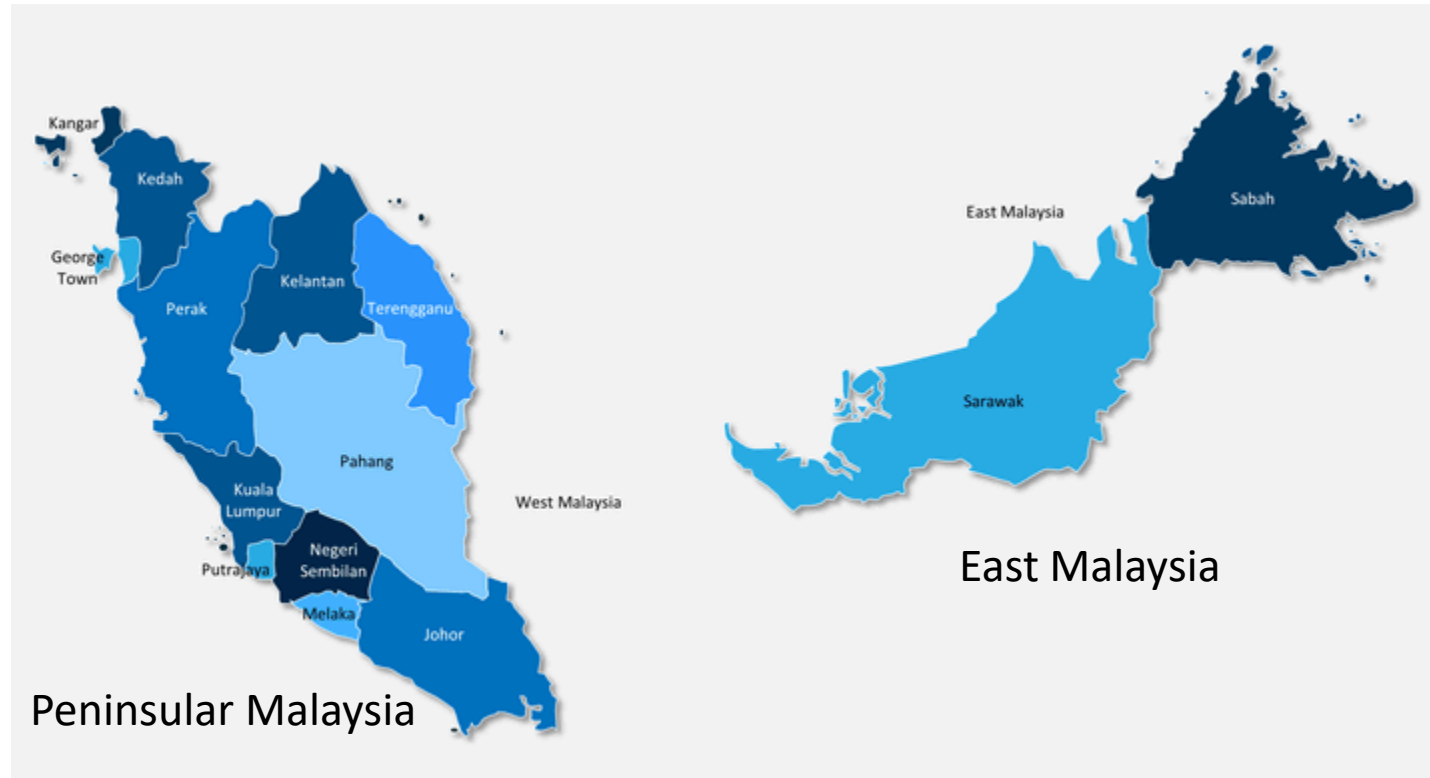 Kangar
Kedah
George
Town
Perak
Kelantan
Terengganu
Pahang
Kuala
Lumpur
Putrajaya
Negeri
Sembilan
Melaka
Johor
West Malaysia
Peninsular Malaysia
East Malaysia
Sabah
Sarawak
East Malaysia